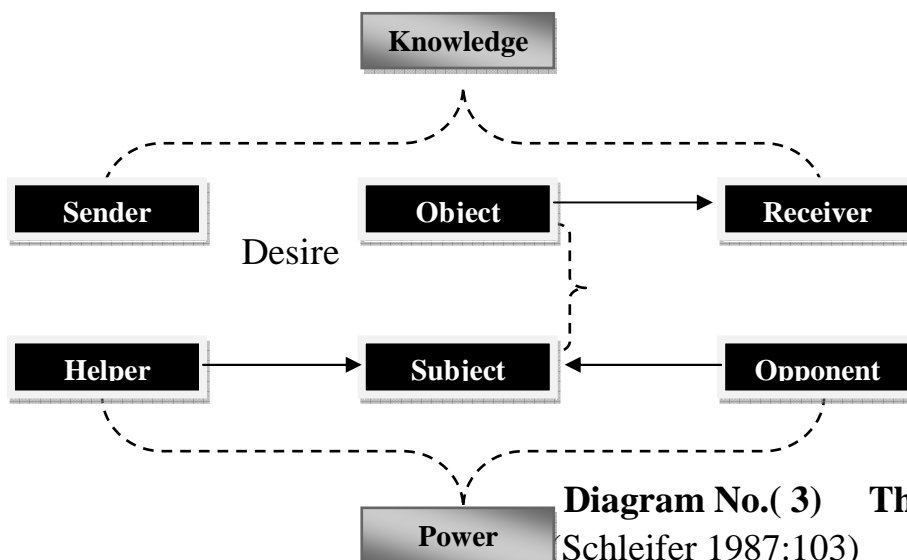 Knowledge
Sender Object Receiver
Desire
Helper Subject Opponent
Diagram No.( 3) Th
Power
(Schleifer 1987:103)